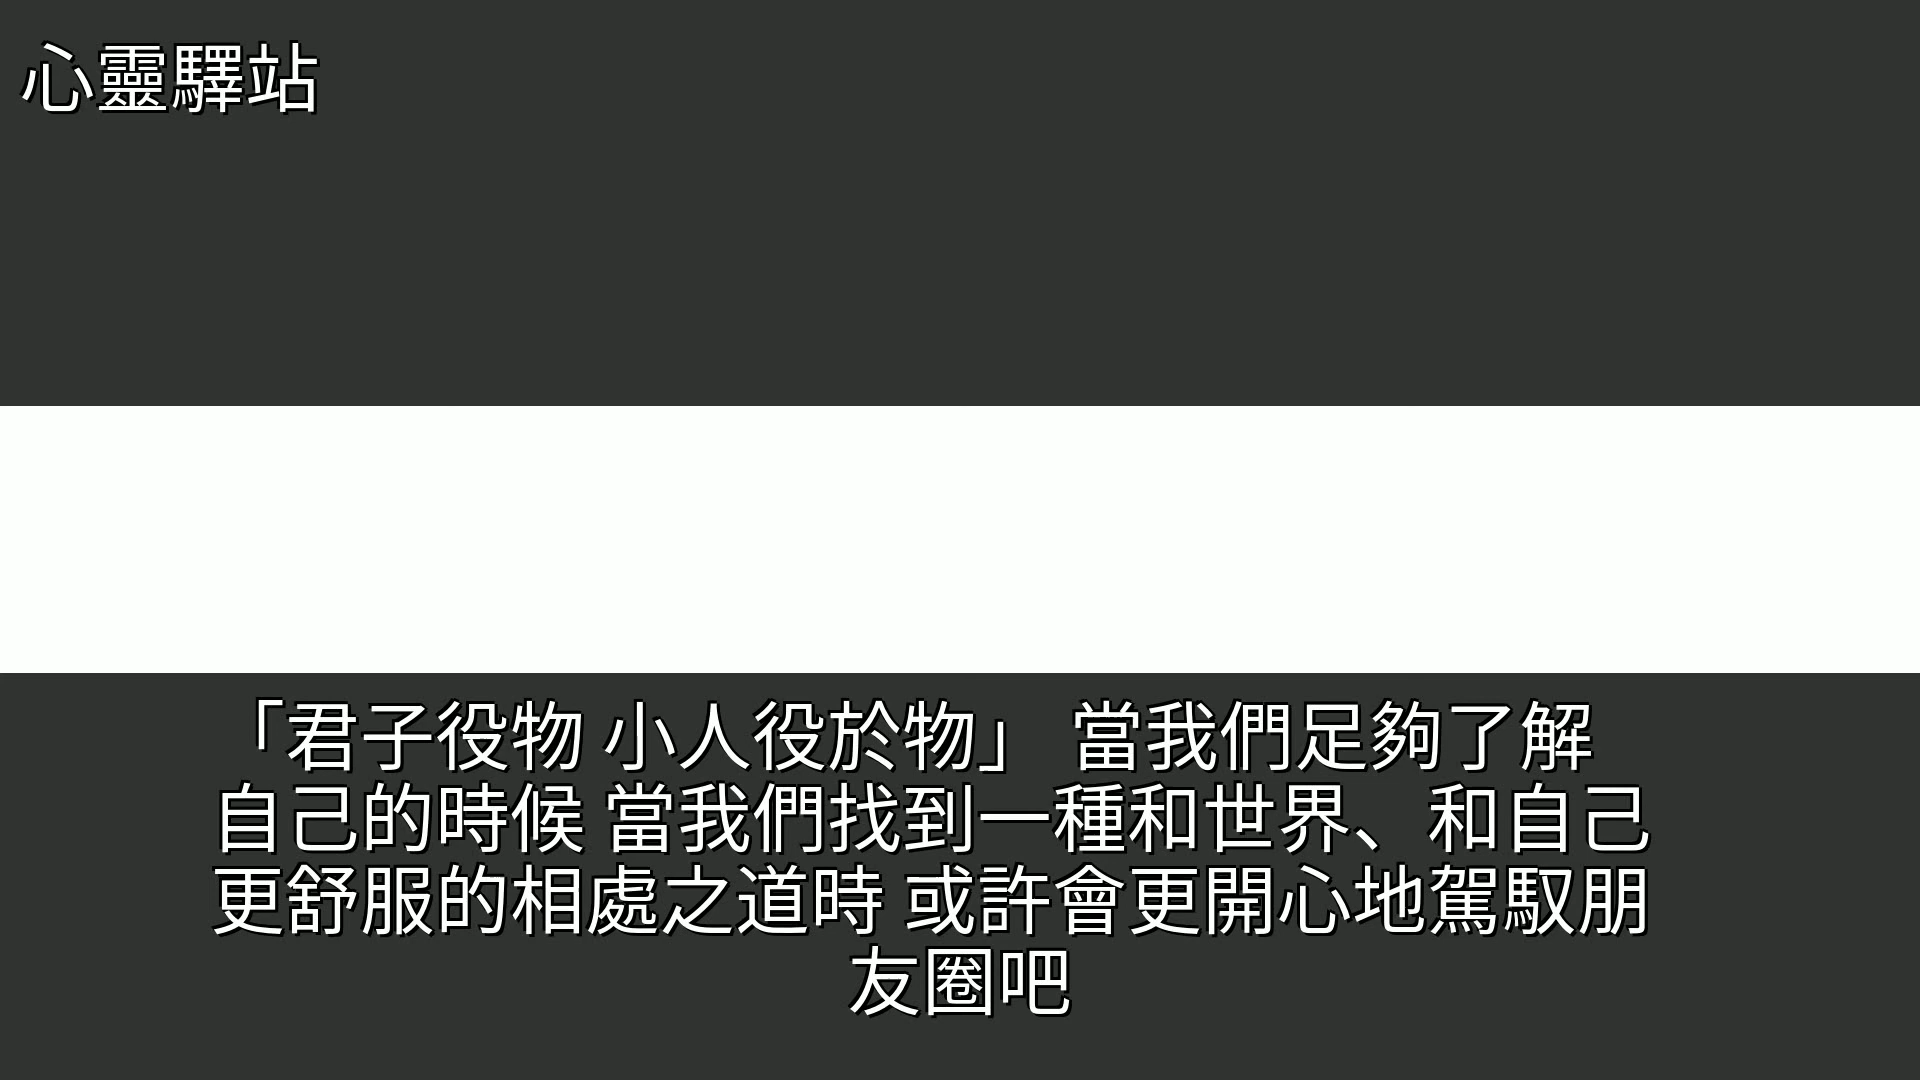 心靈驛站
「君子役物 小人役於物」 當我們足夠了解
自己的時候 當我們找到一種和世界、和自己
更舒服的相處之道時 或許會更開心地駕馭朋
友圈吧